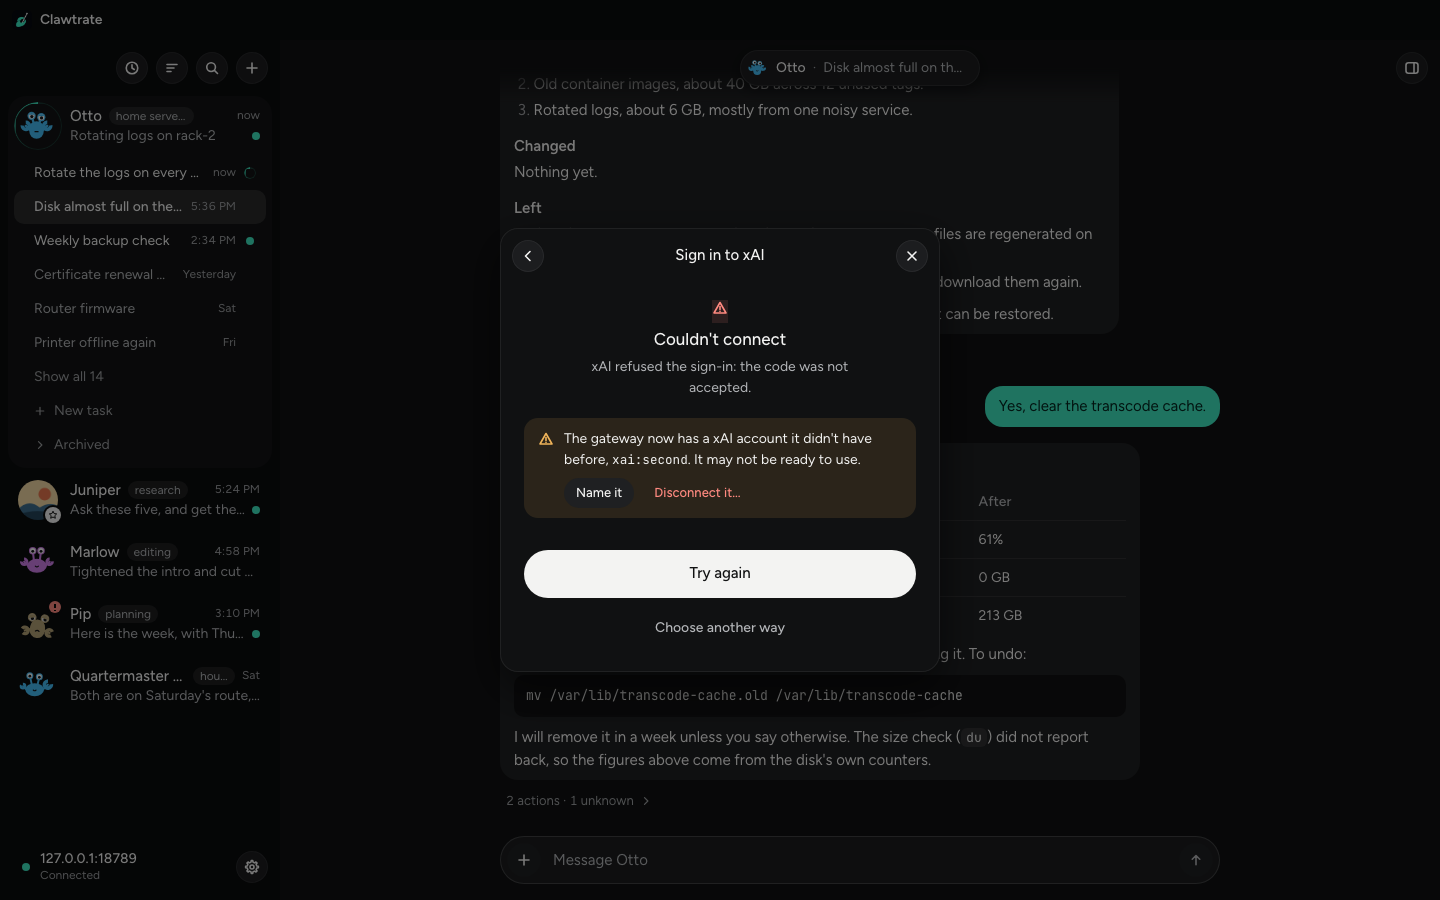 Clawtrate
Otto home serve... now
Rotating logs on rack-2
Rotate the logs on every ... now
Disk almost full on the... 5:36 PM
Weekly backup check 2:34 PM
Certificate renewal ... Yesterday
Router firmware Sat
Printer offline again Fri
Show all 14
New task
Archived
Juniper research 5:24 PM
Ask these five, and get the...
Marlow editing 4:58 PM
Tightened the intro and cut ...
Pip planning 3:10 PM
Here is the week, with Thu...
Quartermaster ... hou... Sat
Both are on Saturday's route,...
127.0.0.1:18789
Connected
Otto · Disk almost full on th...
2. Old container images, about 40 GB across 12 unused tags.
3. Rotated logs, about 6 GB, mostly from one noisy service.
Changed
Nothing yet.
Left
files are regenerated on
download them again.
can be restored.
Sign in to xAI
Couldn't connect
xAI refused the sign-in: the code was not
accepted.
The gateway now has a xAI account it didn't have
before, xai:second. It may not be ready to use.
Name it Disconnect it...
Try again
Choose another way
Yes, clear the transcode cache.
After
61%
0 GB
213 GB
it. To undo:
mv /var/lib/transcode-cache.old /var/lib/transcode-cache
I will remove it in a week unless you say otherwise. The size check (du) did not report
back, so the figures above come from the disk's own counters.
2 actions · 1 unknown
Message Otto